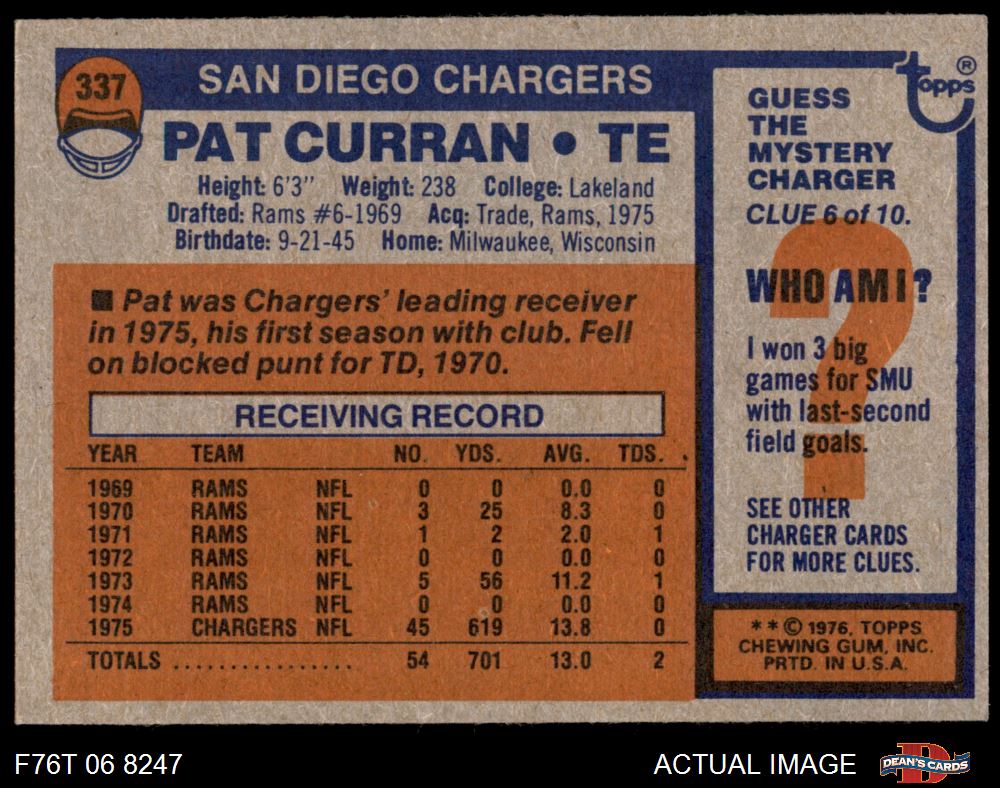 337
SAN DIEGO CHARGERS
PAT CURRAN • TE
Height: 6'3" Weight: 238 College: Lakeland
Drafted: Rams #6-1969 Acq: Trade, Rams, 1975
Birthdate: 9-21-45 Home: Milwaukee, Wisconsin
■ Pat was Chargers' leading receiver
in 1975, his first season with club. Fell
on blocked punt for TD, 1970.
RECEIVING RECORD
YEAR TEAM NO. YDS. AVG. TDS.
1969 RAMS NFL 0 0 0.0 0
1970 RAMS NFL 3 25 8.3 0
1971 RAMS NFL 1 2 2.0 1
1972 RAMS NFL 0 0 0.0 0
1973 RAMS NFL 5 56 11.2 1
1974 RAMS NFL 0 0 0.0 0
1975 CHARGERS NFL 45 619 13.8 0
TOTALS ................. 54 701 13.0 2
topps ®
GUESS
THE
MYSTERY
CHARGER
CLUE 6 of 10.
?
WHO AM I?
I won 3 big
games for SMU
with last-second
field goals.
SEE OTHER
CHARGER CARDS
FOR MORE CLUES.
* * © 1976, TOPPS
CHEWING GUM, INC.
PRTD. IN U.S.A.
F76T 06 8247
ACTUAL IMAGE
D
DEAN'S CARDS